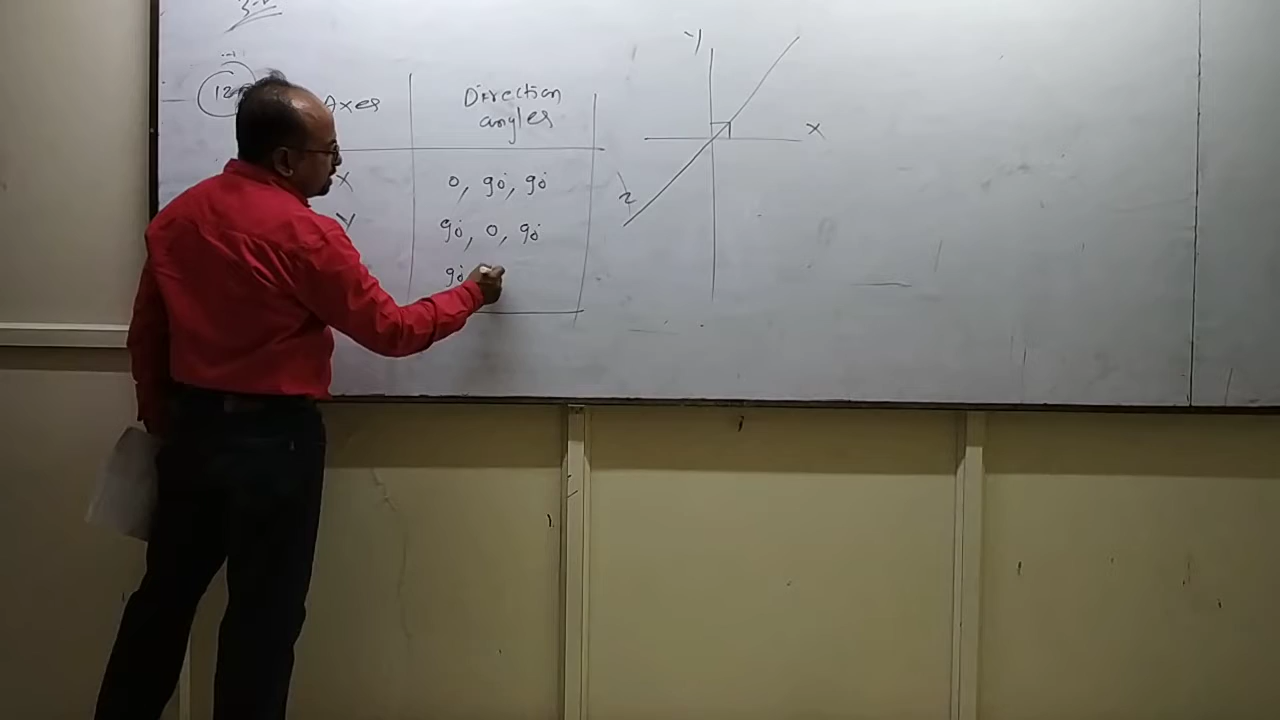 Axes
Direction
angles
X
0, 90°, 90°
Y
90°, 0, 90°
90°
Y
X
Z